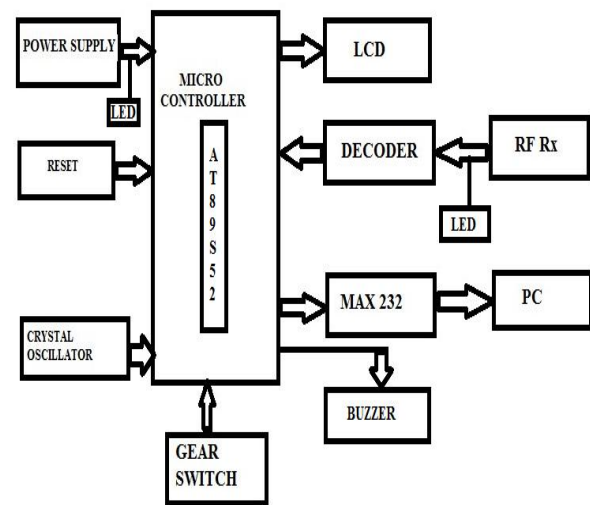 POWER SUPPLY
LED
RESET
CRYSTAL
OSCILLATOR
MICRO
CONTROLLER
A
T
8
9
S
5
2
GEAR
SWITCH
LCD
DECODER
RF Rx
LED
MAX 232
PC
BUZZER